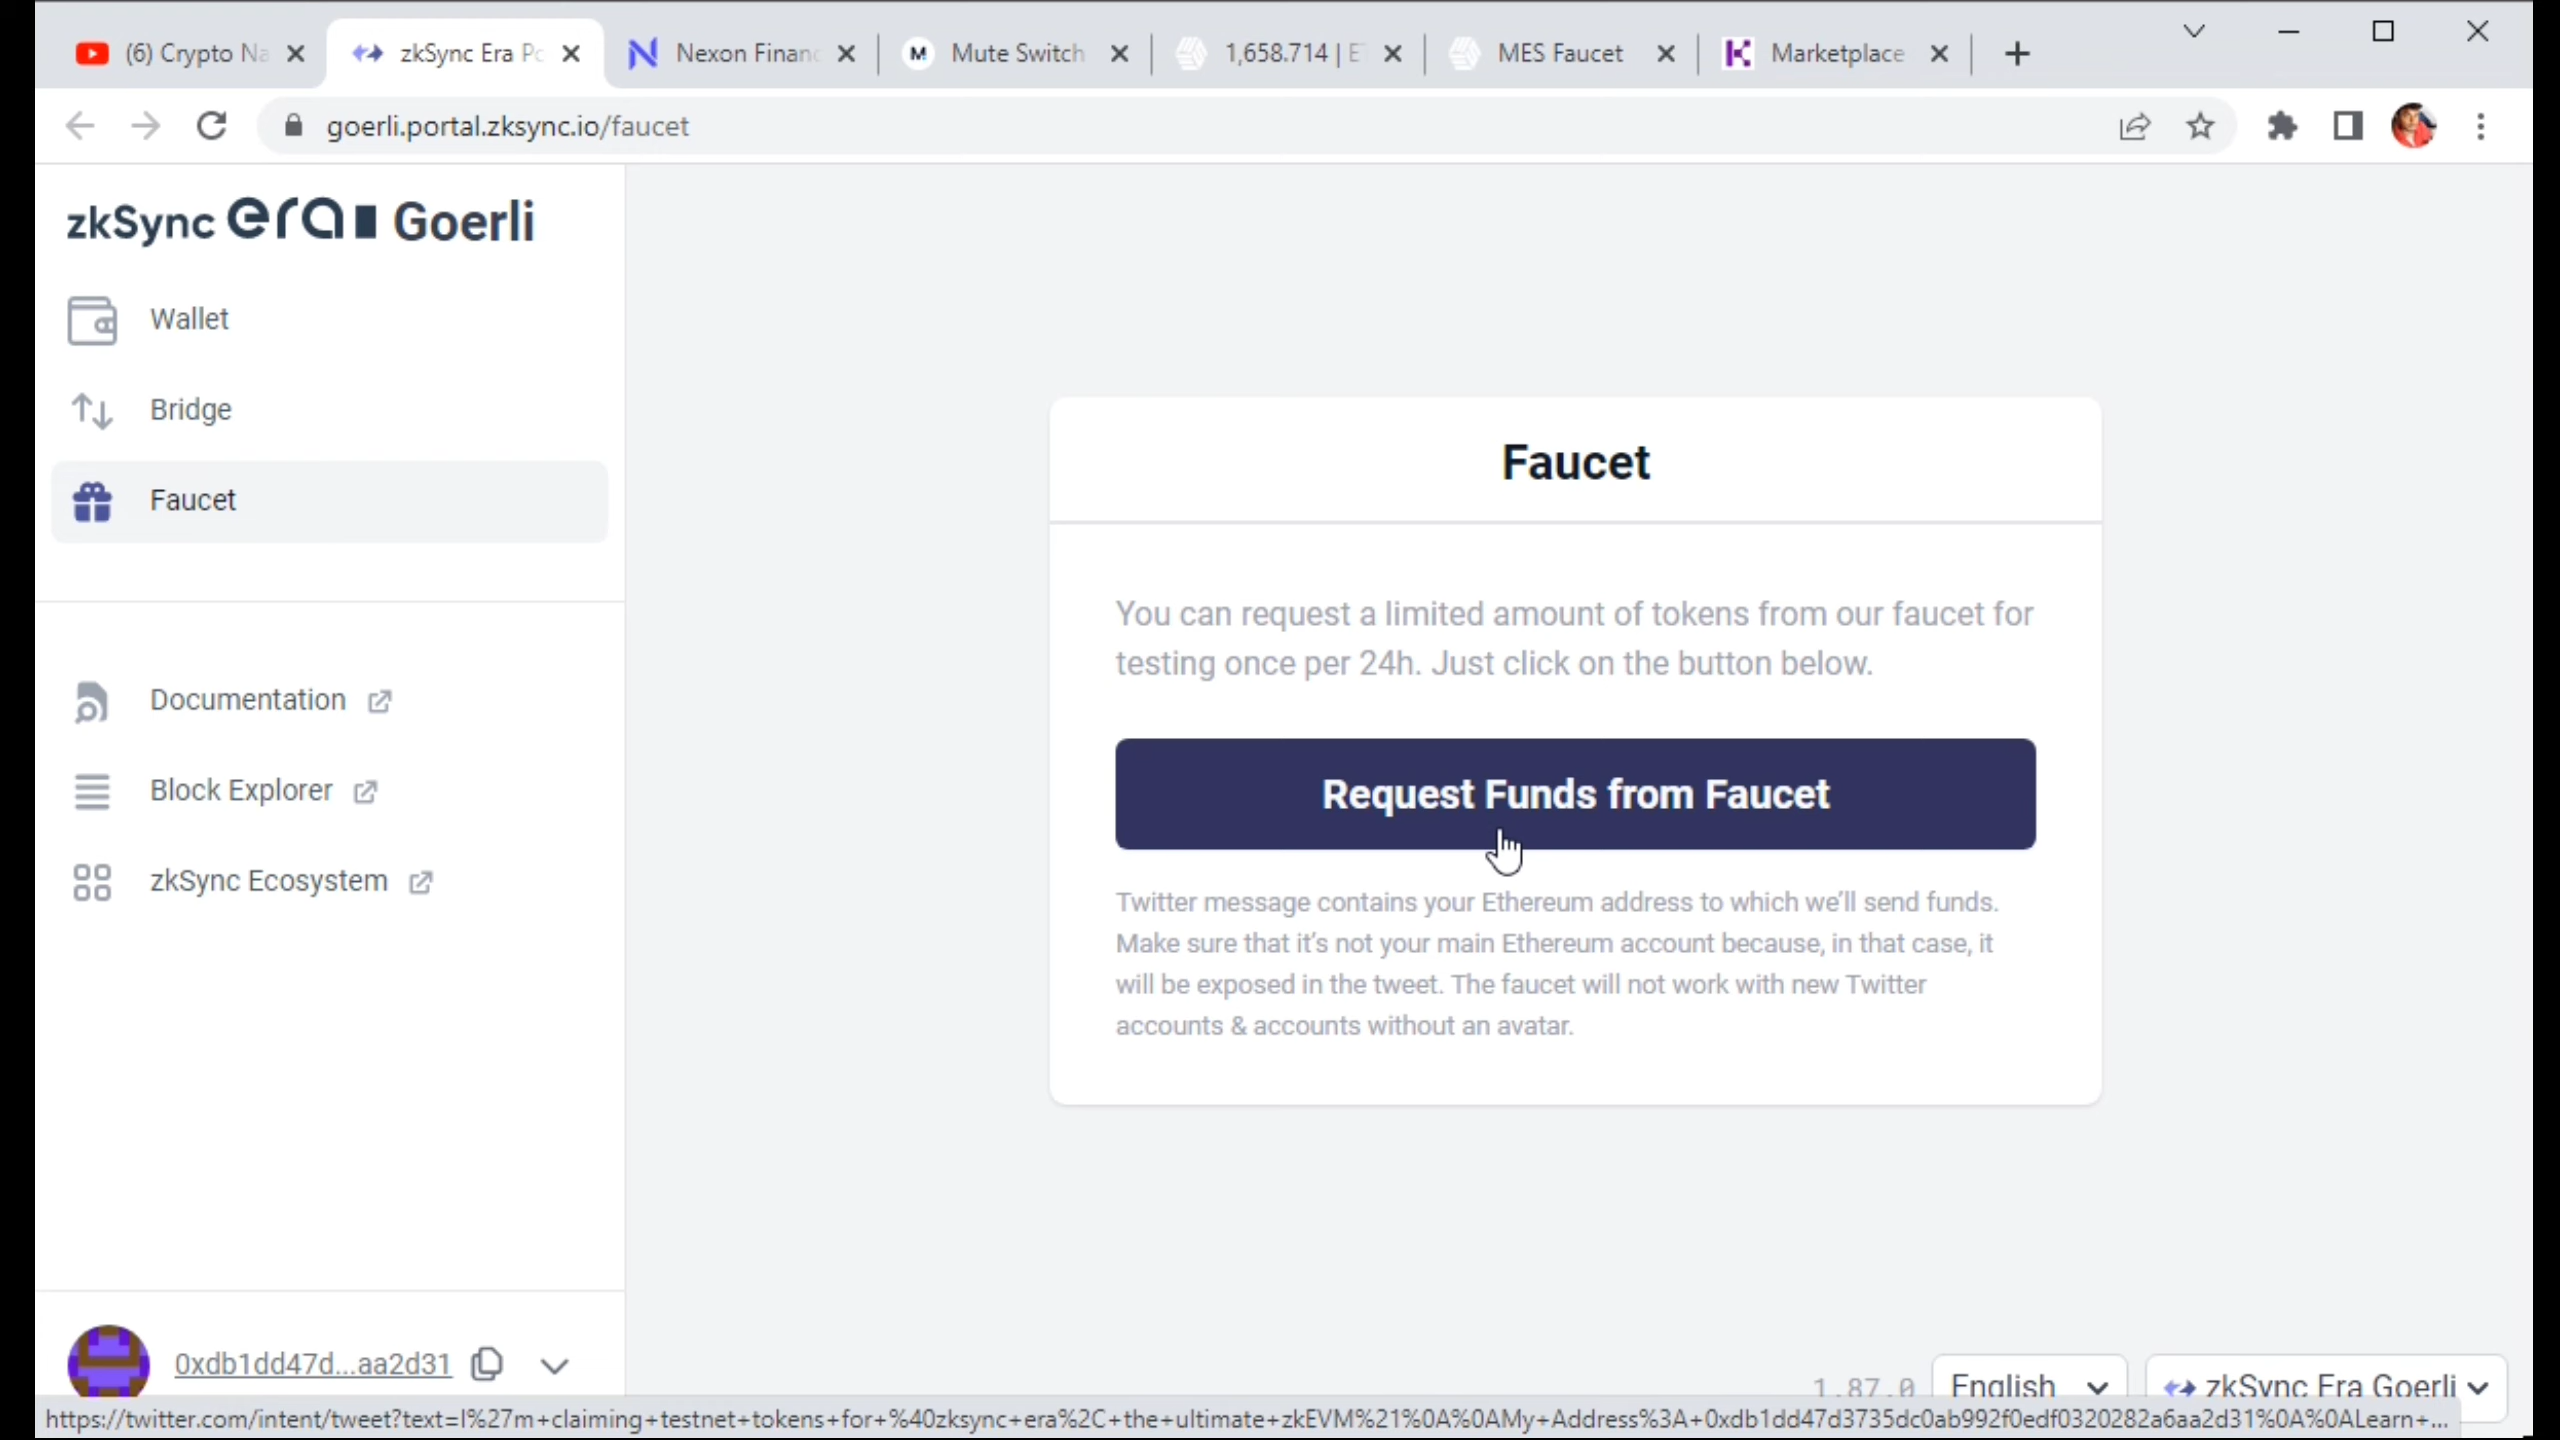 (6) Crypto Na
zkSync Era Po
Nexon Financ
M
Mute Switch
1,658.714 | E
MES Faucet
Marketplace
goerli.portal.zksync.io/faucet
zkSync era Goerli
Wallet
Bridge
Faucet
Documentation
Block Explorer
zkSync Ecosystem
Faucet
You can request a limited amount of tokens from our faucet for
testing once per 24h. Just click on the button below.
Request Funds from Faucet
Twitter message contains your Ethereum address to which we'll send funds.
Make sure that it's not your main Ethereum account because, in that case, it
will be exposed in the tweet. The faucet will not work with new Twitter
accounts & accounts without an avatar.
0xdb1dd47d...aa2d31
1.87.0
English
zkSync Era Goerli
https://twitter.com/intent/tweet?text=I%27m+claiming+testnet+tokens+for+%40zksync+era%2C+the+ultimate+zkEVM%21%0A%0AMy+Address%3A+0xdb1dd47d3735dc0ab992f0edf0320282a6aa2d31%0A%0ALearn+...